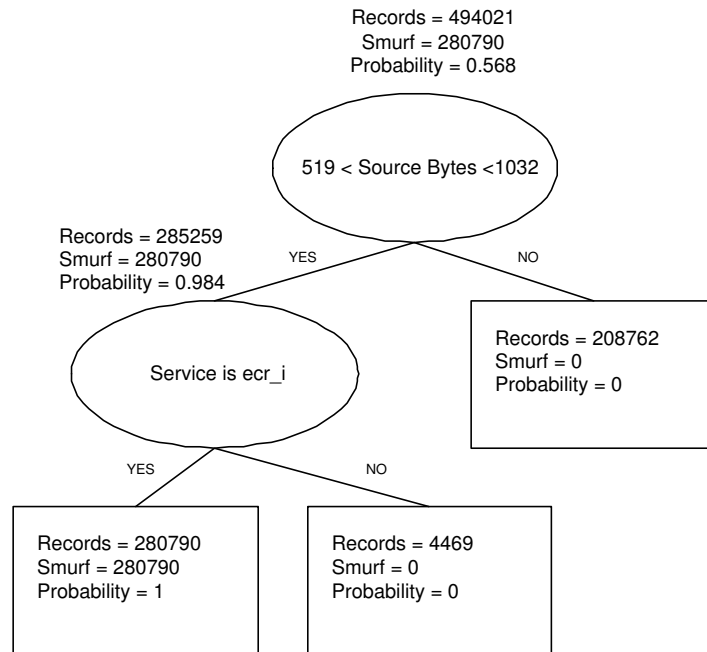 Records = 494021
Smurf = 280790
Probability = 0.568
519 < Source Bytes <1032
Records = 285259
Smurf = 280790
Probability = 0.984
YES
NO
Service is ecr_i
Records = 208762
Smurf = 0
Probability = 0
YES
NO
Records = 280790
Smurf = 280790
Probability = 1
Records = 4469
Smurf = 0
Probability = 0